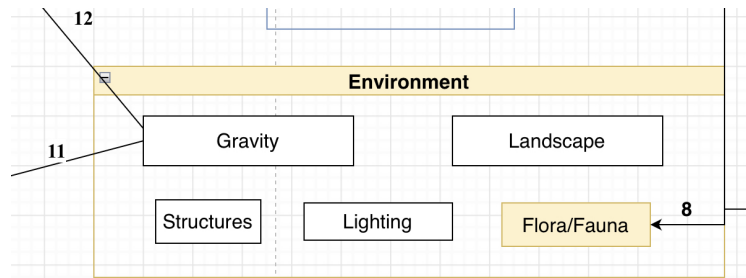 12
Environment
Gravity
Landscape
11
Structures
Lighting
Flora/Fauna
8